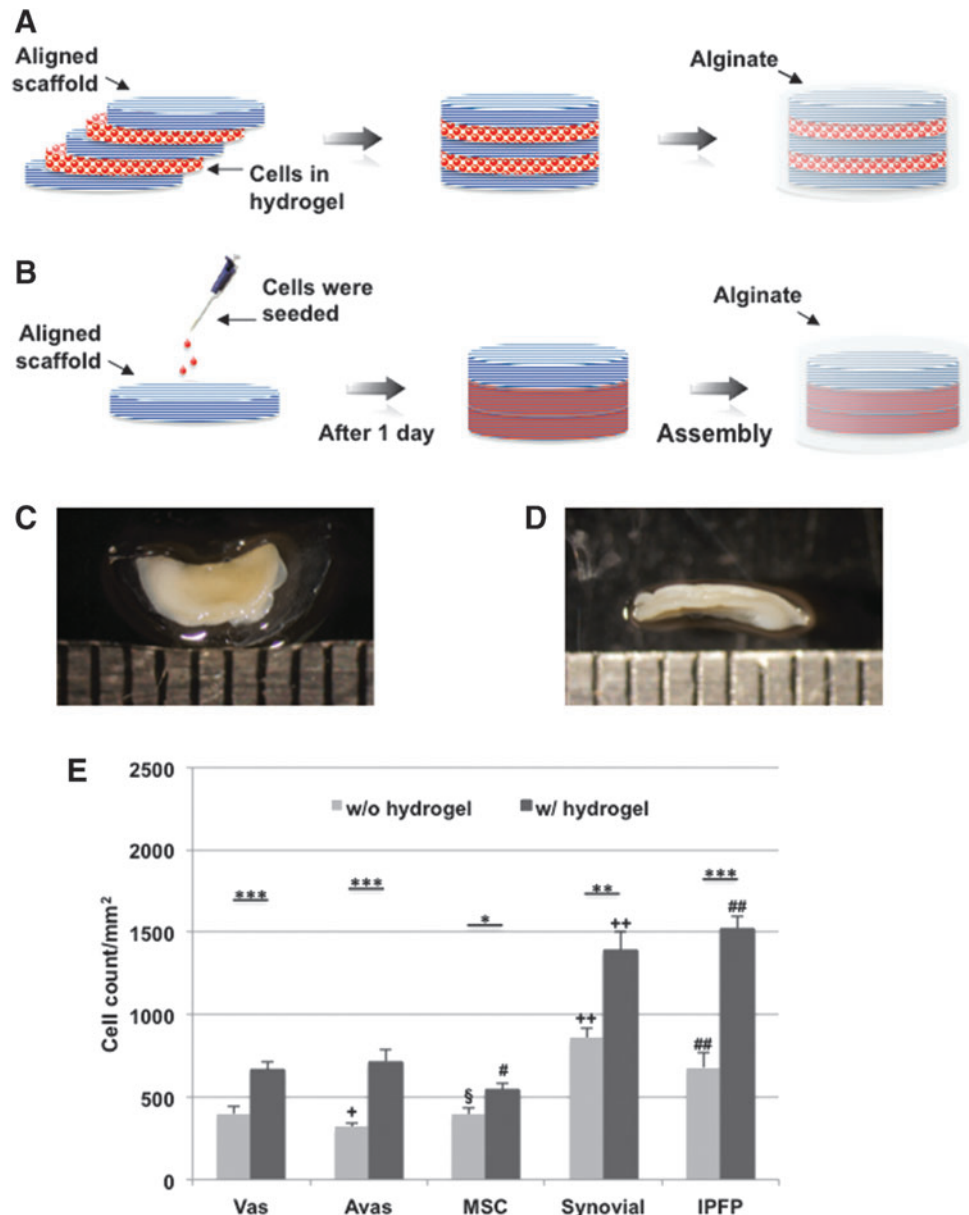 A
Aligned
scaffold
Cells in
hydrogel
Alginate
B
Aligned
scaffold
Cells were
seeded
After 1 day
Assembly
Alginate
C
D
E
Cell count/mm²
2500
2000
1500
1000
500
0
w/o hydrogel
w/ hydrogel
***
***
*
**
***
+
§
#
++
++
##
##
Vas
Avas
MSC
Synovial
IPFP